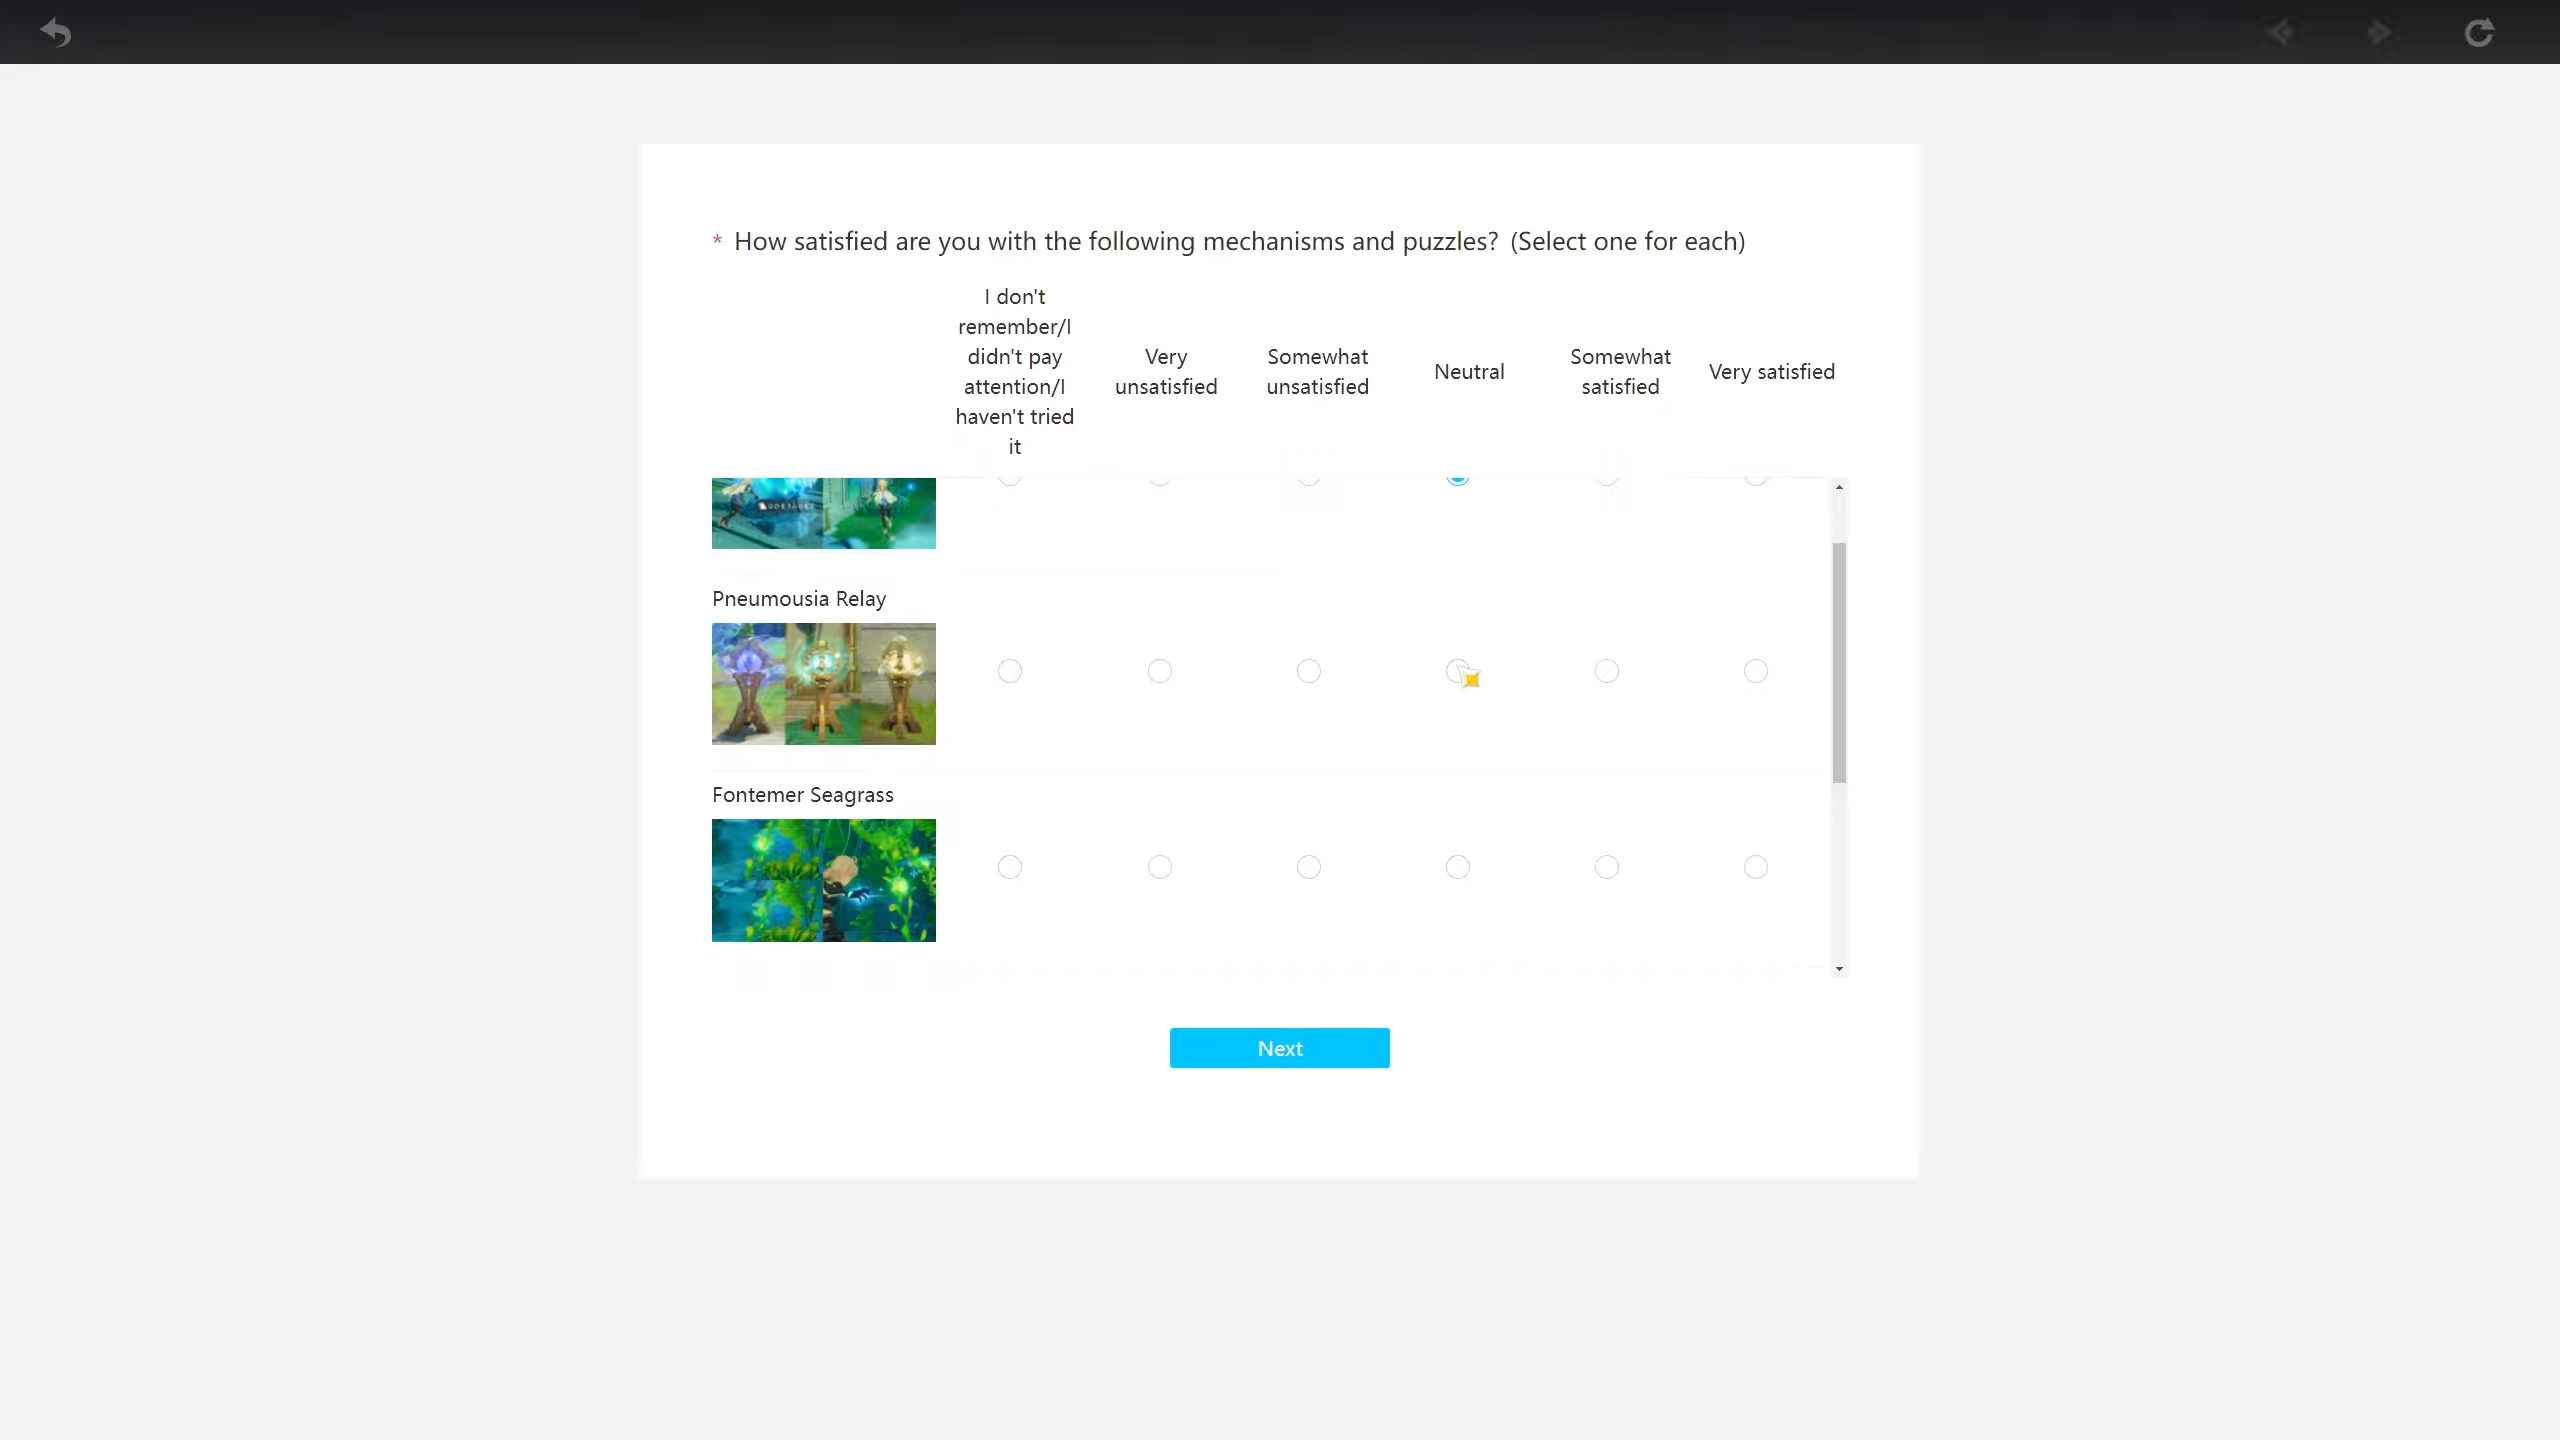 * How satisfied are you with the following mechanisms and puzzles? (Select one for each)
I don't
remember/I
didn't pay
attention/I
haven't tried
it
Very
unsatisfied
Somewhat
unsatisfied
Neutral
Somewhat
satisfied
Very satisfied
Pneumousia Relay
Fontemer Seagrass
Next